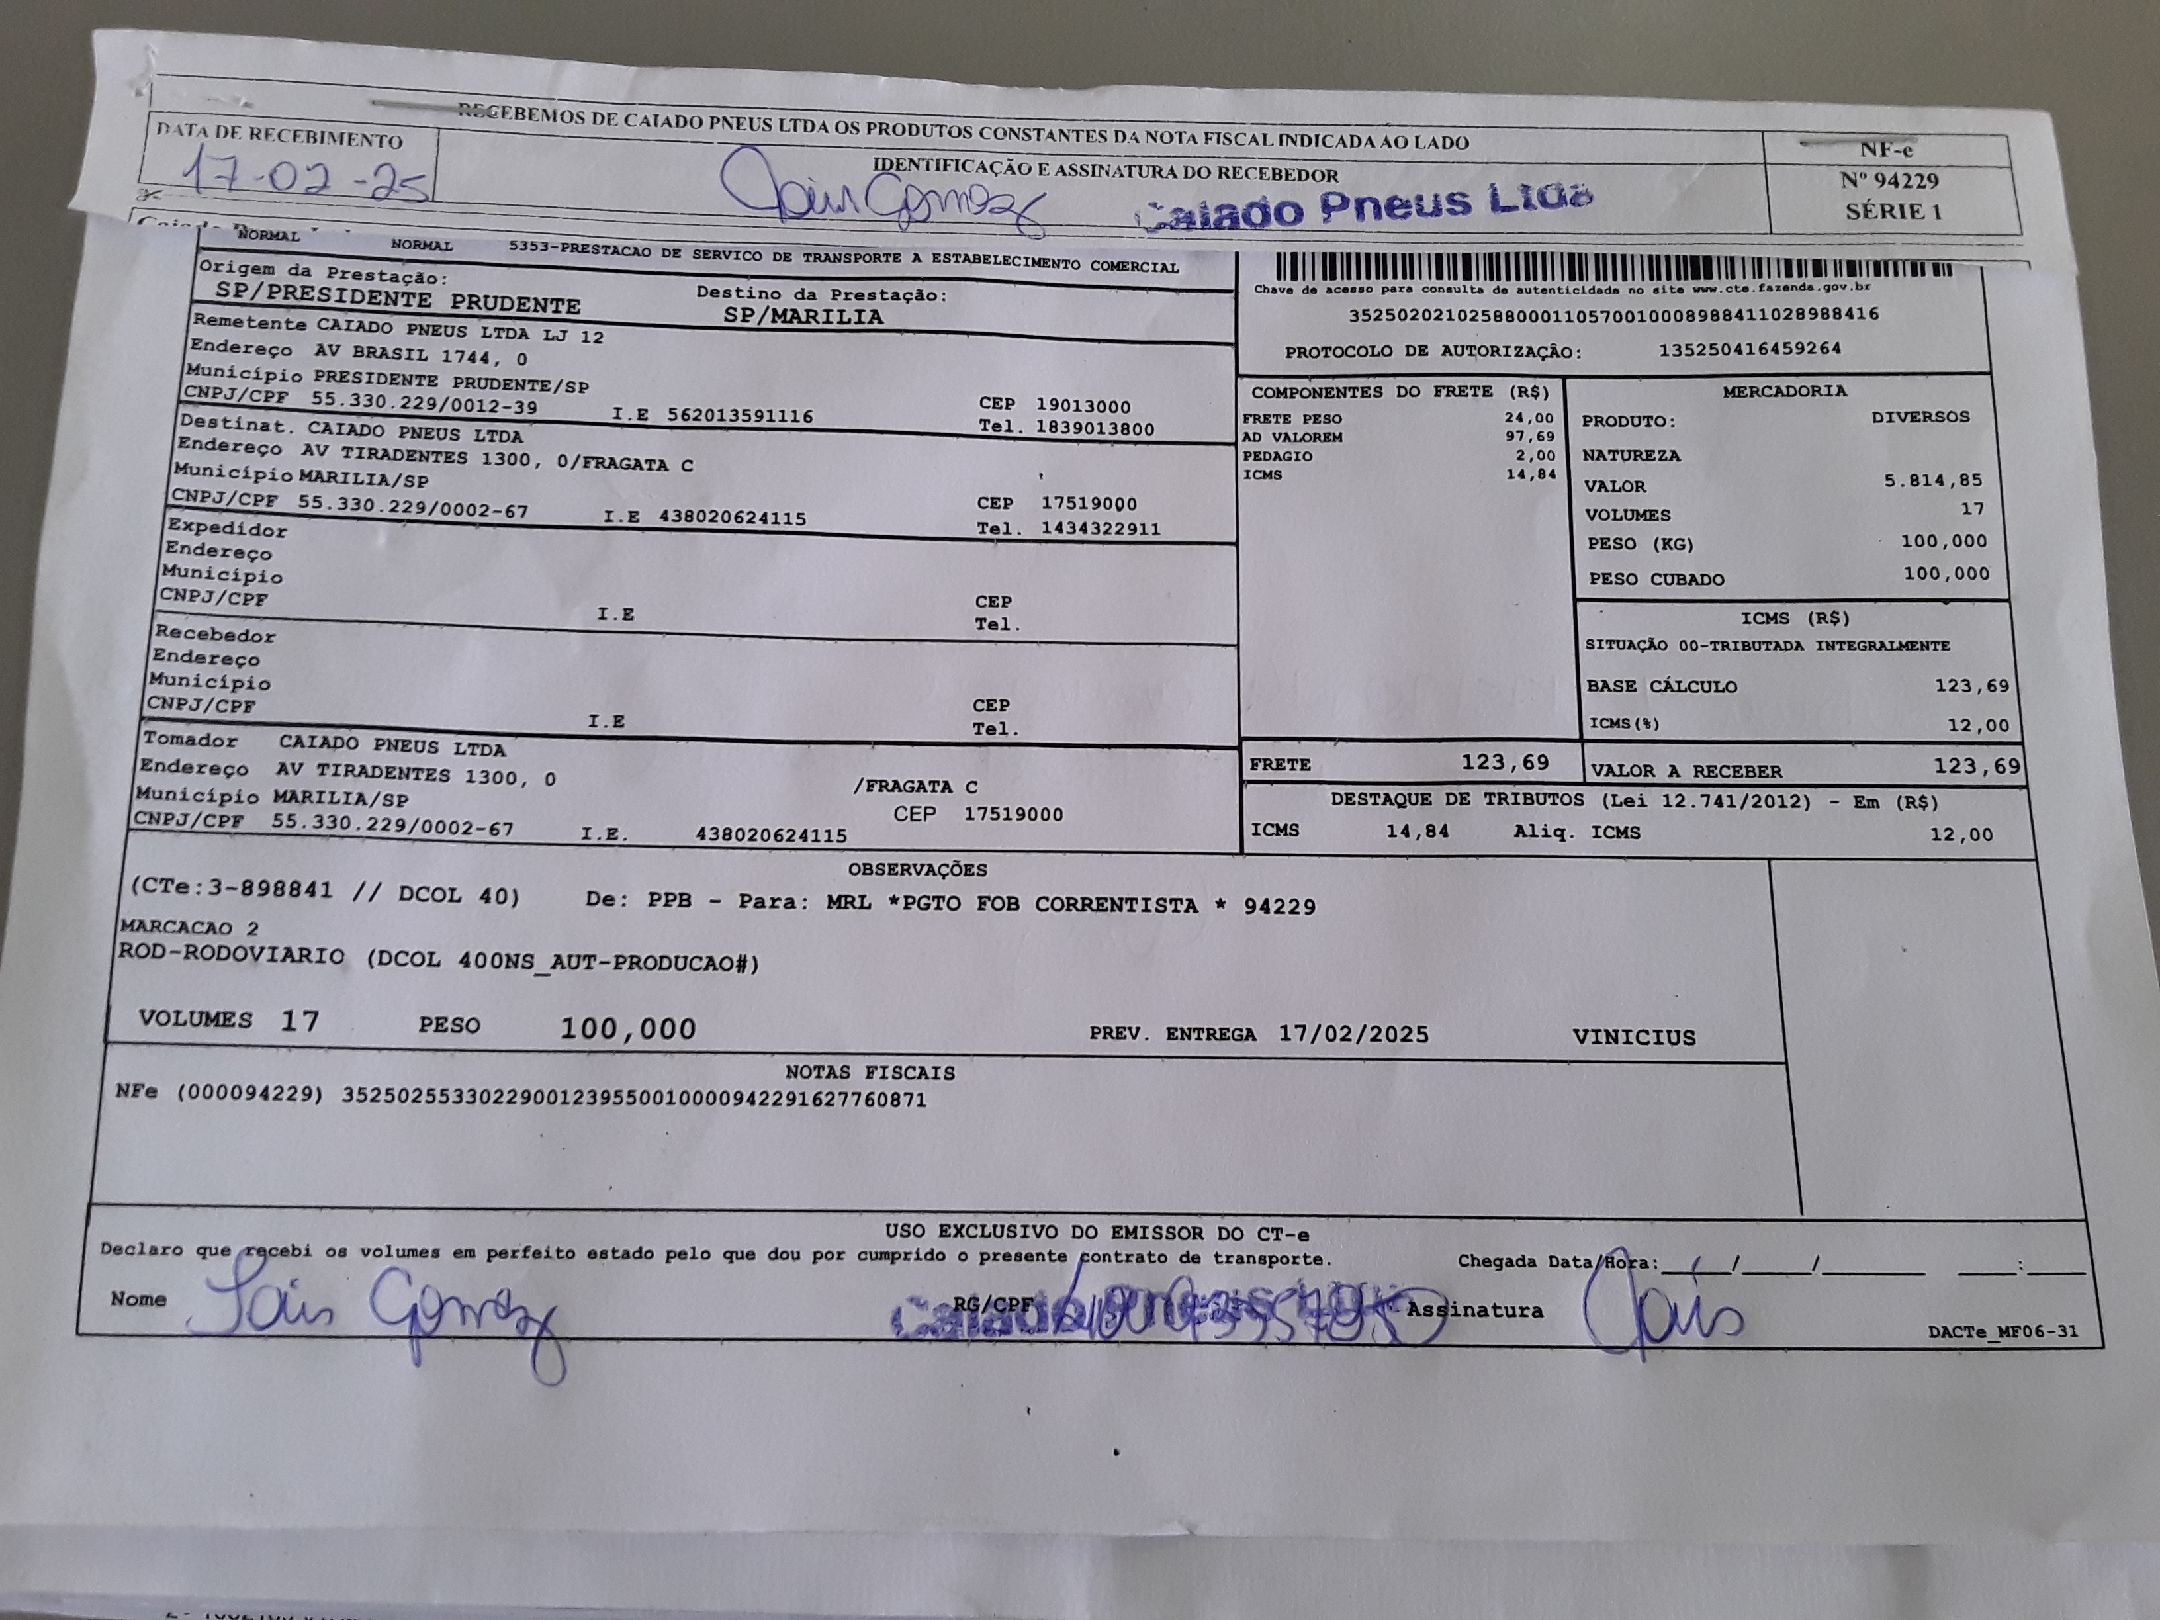 RECEBEMOS DE CAIADO PNEUS LTDA OS PRODUTOS CONSTANTES DA NOTA FISCAL INDICADA AO LADO
DATA DE RECEBIMENTO
17-02-25
IDENTIFICAÇÃO E ASSINATURA DO RECEBEDOR
Gomez
Caiado Pneus Ltda
NF-e
Nº 94229
SÉRIE 1
NORMAL NORMAL 5353-PRESTACAO DE SERVICO DE TRANSPORTE A ESTABELECIMENTO COMERCIAL
Origem da Prestação: Destino da Prestação:
SP/PRESIDENTE PRUDENTE SP/MARILIA
Remetente CAIADO PNEUS LTDA LJ 12
Endereço AV BRASIL 1744, 0
Município PRESIDENTE PRUDENTE/SP CEP 19013000
CNPJ/CPF 55.330.229/0012-39 I.E 562013591116 Tel. 1839013800
Destinat. CAIADO PNEUS LTDA
Endereço AV TIRADENTES 1300, 0/FRAGATA C
Município MARILIA/SP CEP 17519000
CNPJ/CPF 55.330.229/0002-67 I.E 438020624115 Tel. 1434322911
Expedidor
Endereço
Município CEP
CNPJ/CPF I.E Tel.
Recebedor
Endereço
Município CEP
CNPJ/CPF I.E Tel.
Tomador CAIADO PNEUS LTDA
Endereço AV TIRADENTES 1300, 0 /FRAGATA C
Município MARILIA/SP CEP 17519000
CNPJ/CPF 55.330.229/0002-67 I.E. 438020624115
Chave de acesso para consulta de autenticidade no site www.cte.fazenda.gov.br
35250202102588000110570010008988411028988416
PROTOCOLO DE AUTORIZAÇÃO: 135250416459264
COMPONENTES DO FRETE (R$)
FRETE PESO 24,00
AD VALOREM 97,69
PEDAGIO 2,00
ICMS 14,84
MERCADORIA
PRODUTO: DIVERSOS
NATUREZA
VALOR 5.814,85
VOLUMES 17
PESO (KG) 100,000
PESO CUBADO 100,000
ICMS (R$)
SITUAÇÃO 00-TRIBUTADA INTEGRALMENTE
BASE CÁLCULO 123,69
ICMS(%) 12,00
FRETE 123,69 VALOR A RECEBER 123,69
DESTAQUE DE TRIBUTOS (Lei 12.741/2012) - Em (R$)
ICMS 14,84 Aliq. ICMS 12,00
OBSERVAÇÕES
(CTe:3-898841 // DCOL 40) De: PPB - Para: MRL *PGTO FOB CORRENTISTA * 94229
MARCACAO 2
ROD-RODOVIARIO (DCOL 400NS_AUT-PRODUCAO#)
VOLUMES 17 PESO 100,000 PREV. ENTREGA 17/02/2025 VINICIUS
NOTAS FISCAIS
NFe (000094229) 35250255330229001239550010000942291627760871
USO EXCLUSIVO DO EMISSOR DO CT-e
Declaro que recebi os volumes em perfeito estado pelo que dou por cumprido o presente contrato de transporte. Chegada Data/Hora:___/___/_____ ___:___
Nome Gomez RG/CPF Assinatura
DACTe_MF06-31